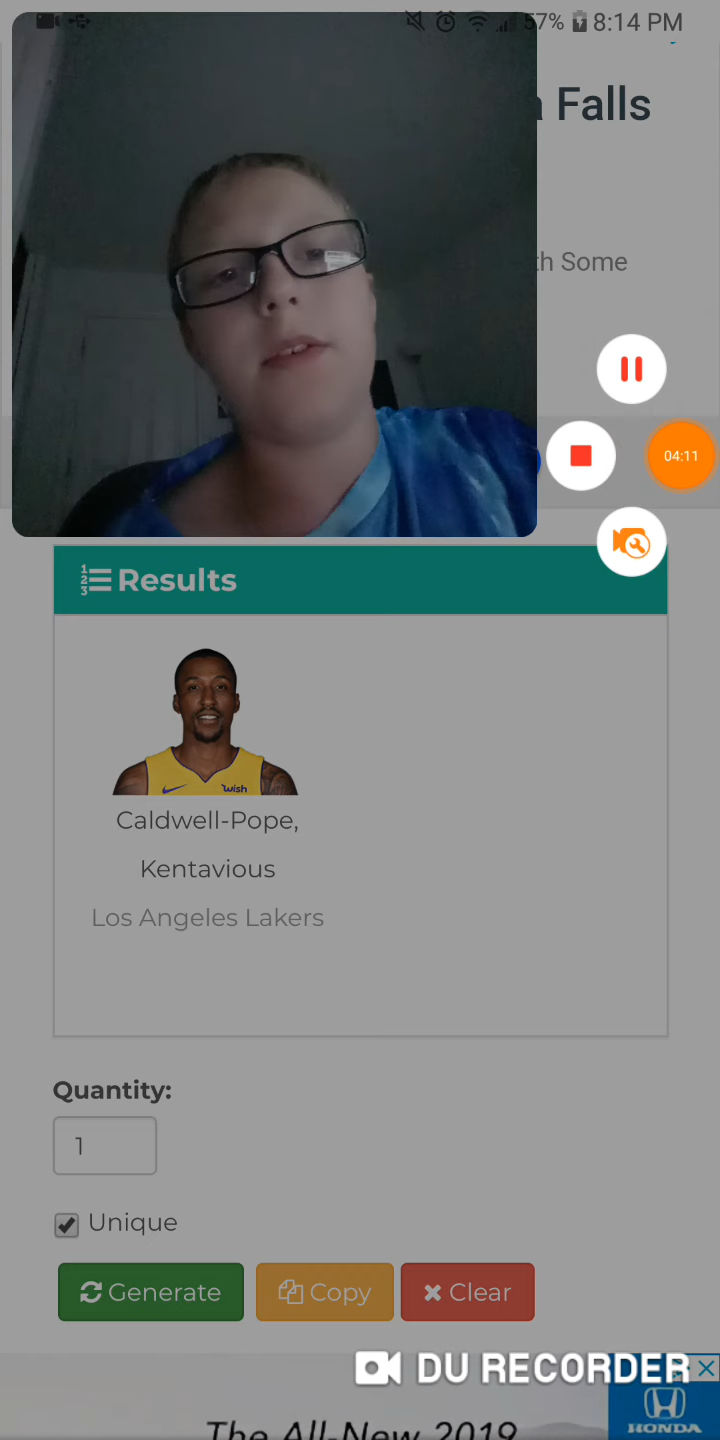 57% 8:14 PM
Falls
th Some
04:11
Results
wish
Caldwell-Pope,
Kentavious
Los Angeles Lakers
Quantity:
1
Unique
Generate
Copy
Clear
DU RECORDER
The All-New 2019
HONDA